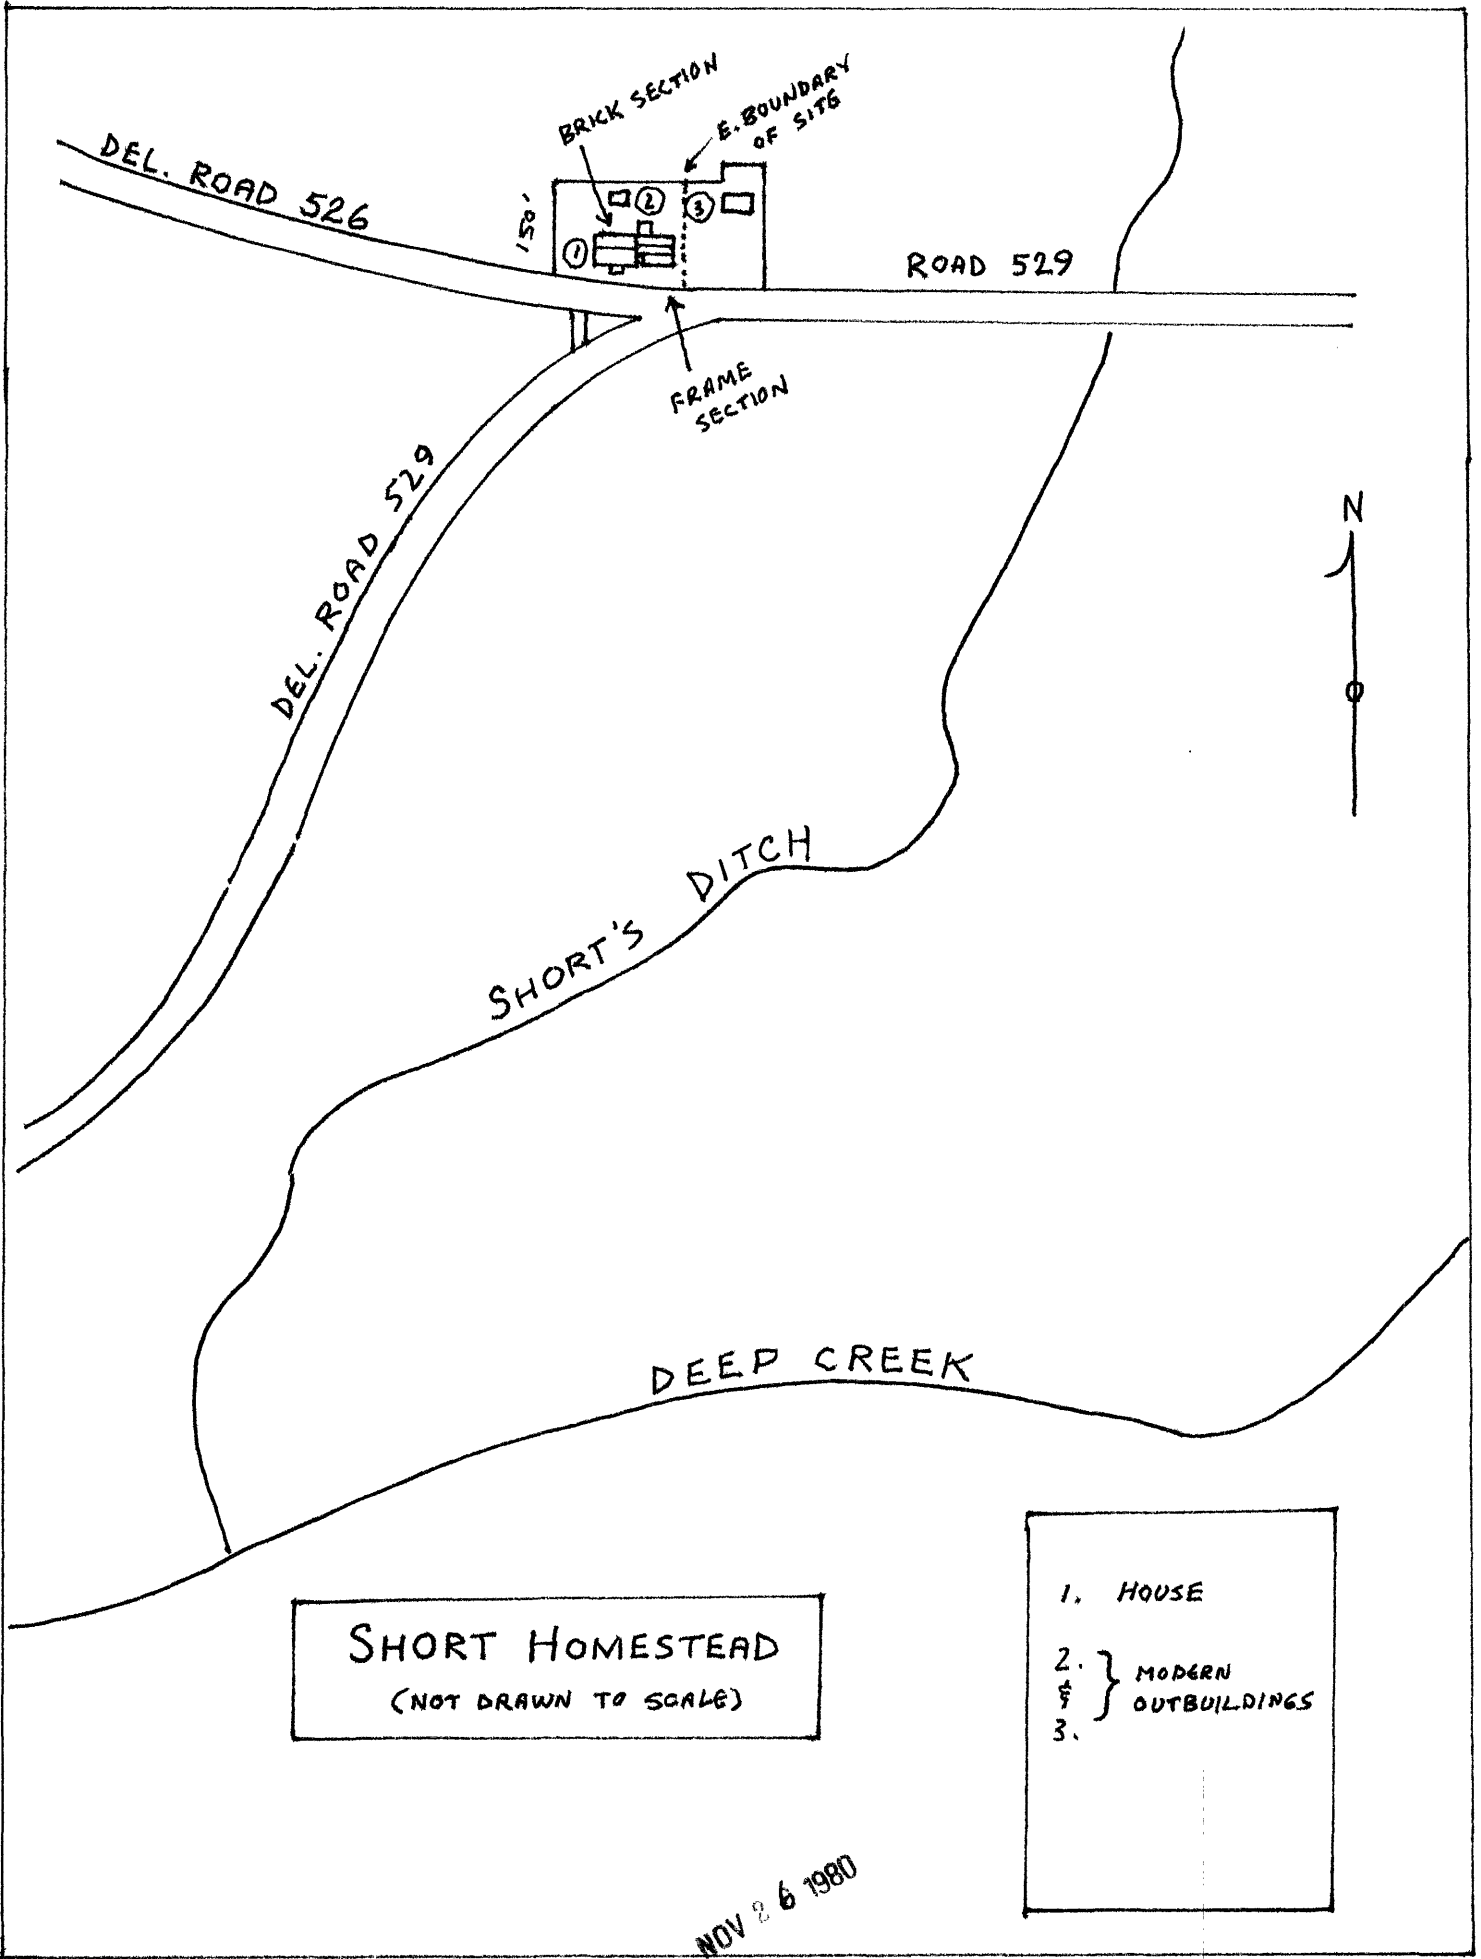 BRICK SECTION
E. BOUNDARY
OF SITE
DEL. ROAD 526
150'
1
2
3
ROAD 529
FRAME
SECTION
DEL. ROAD 529
N
SHORT'S DITCH
DEEP CREEK
SHORT HOMESTEAD
(NOT DRAWN TO SCALE)
1. HOUSE
2.
&
3.
MODERN
OUTBUILDINGS
NOV 26 1980